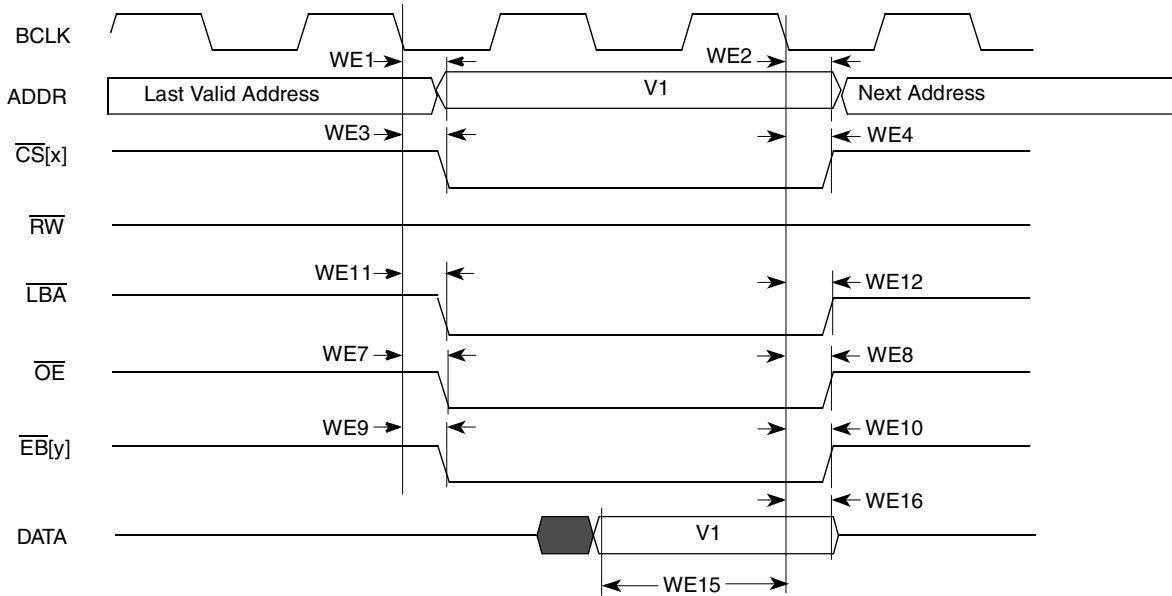 BCLK
WE1
WE2
ADDR
Last Valid Address
V1
Next Address
WE3
WE4
CS[x]
RW
WE11
WE12
LBA
WE7
WE8
OE
WE9
WE10
EB[y]
WE16
DATA
V1
WE15